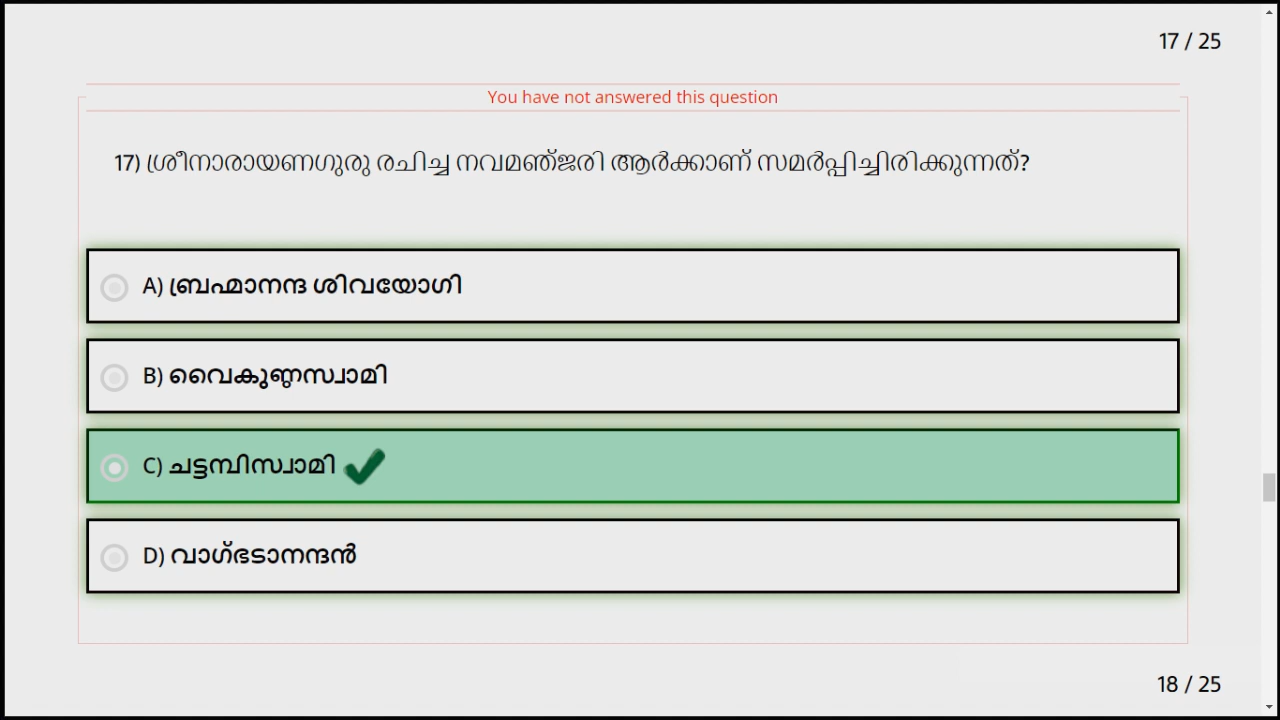 17 / 25
You have not answered this question
17) ശ്രീനാരായണഗുരു രചിച്ച നവമഞ്ജരി ആർക്കാണ് സമർപ്പിച്ചിരിക്കുന്നത്?
A) ബ്രഹ്മാനന്ദ ശിവയോഗി
B) വൈകുണ്ഠസ്വാമി
C) ചട്ടമ്പിസ്വാമി
D) വാഗ്ഭടാനന്ദൻ
18 / 25